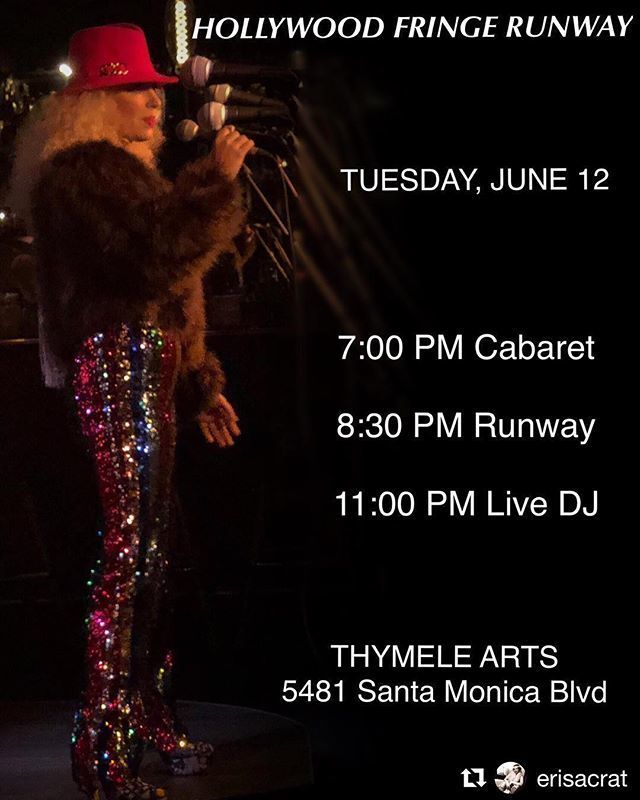 HOLLYWOOD FRINGE RUNWAY
TUESDAY, JUNE 12
7:00 PM Cabaret
8:30 PM Runway
11:00 PM Live DJ
THYMELE ARTS
5481 Santa Monica Blvd
erisacrat